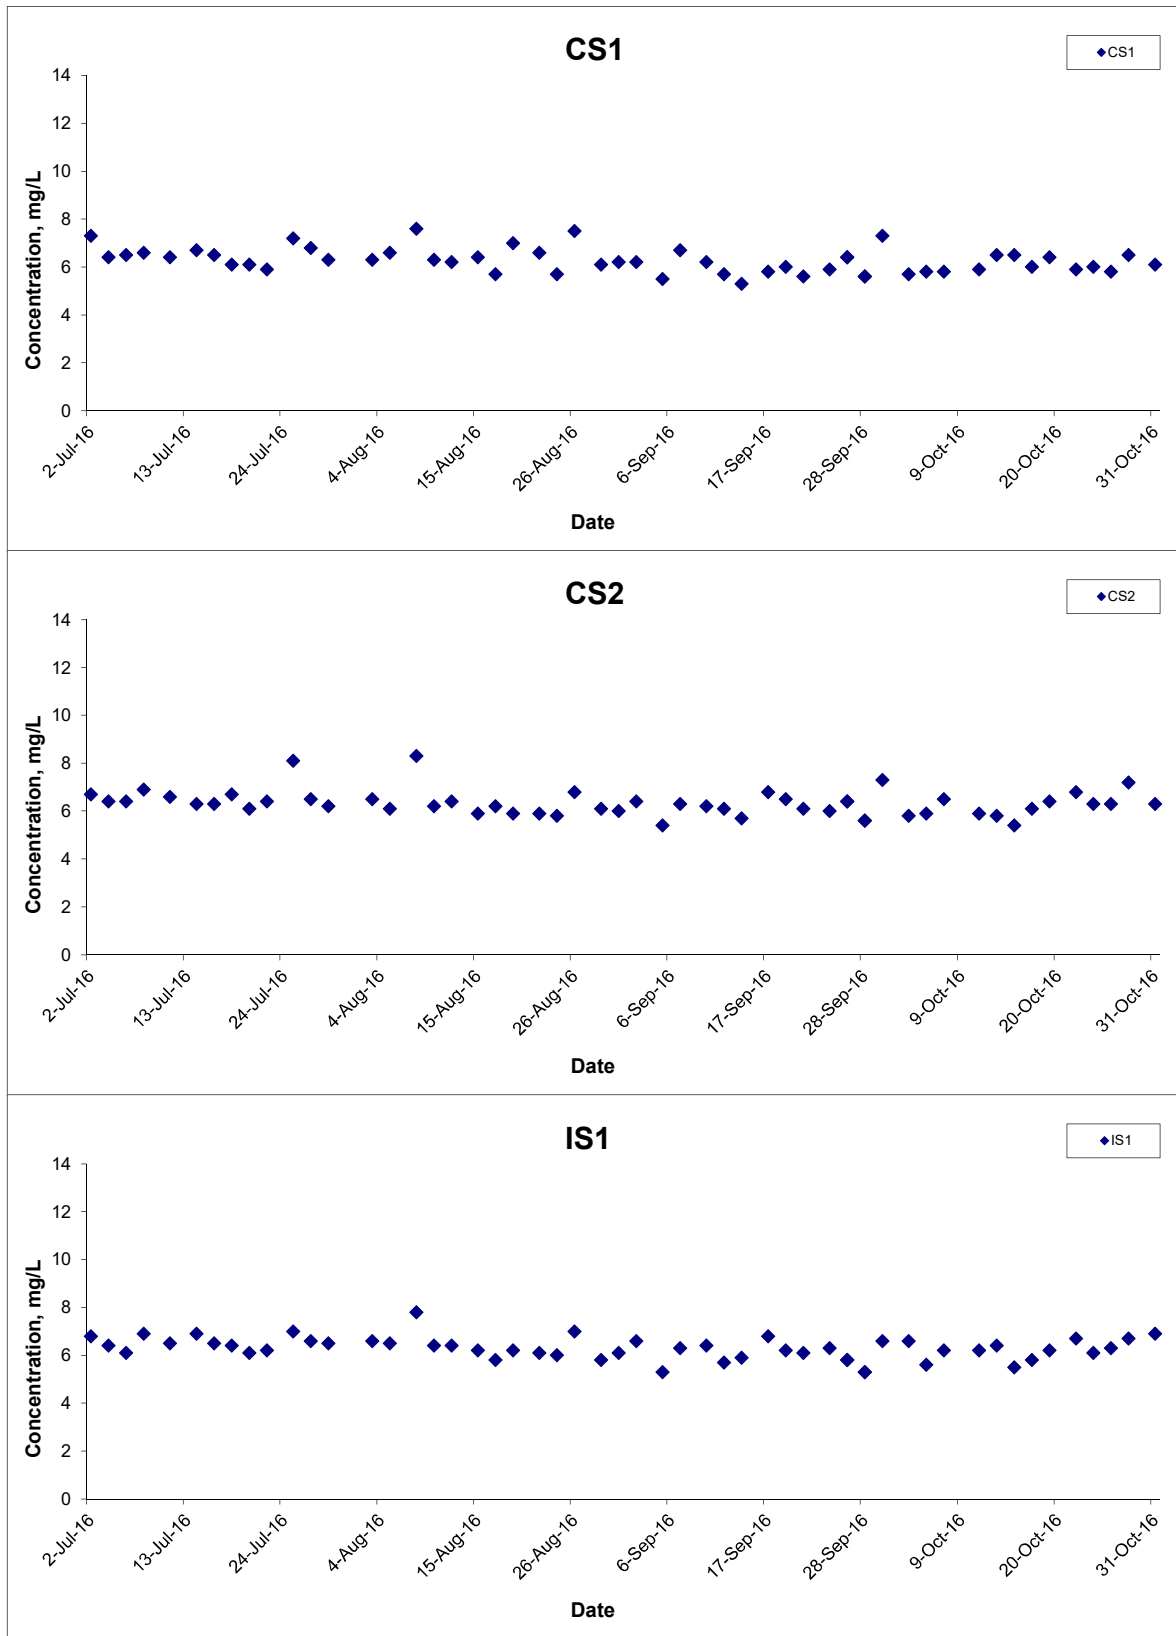 CS1
CS1
14
12
10
8
6
4
2
0
Concentration, mg/L
2-Jul-16
13-Jul-16
24-Jul-16
4-Aug-16
15-Aug-16
26-Aug-16
6-Sep-16
17-Sep-16
28-Sep-16
9-Oct-16
20-Oct-16
31-Oct-16
Date
CS2
CS2
14
12
10
8
6
4
2
0
Concentration, mg/L
2-Jul-16
13-Jul-16
24-Jul-16
4-Aug-16
15-Aug-16
26-Aug-16
6-Sep-16
17-Sep-16
28-Sep-16
9-Oct-16
20-Oct-16
31-Oct-16
Date
IS1
IS1
14
12
10
8
6
4
2
0
Concentration, mg/L
2-Jul-16
13-Jul-16
24-Jul-16
4-Aug-16
15-Aug-16
26-Aug-16
6-Sep-16
17-Sep-16
28-Sep-16
9-Oct-16
20-Oct-16
31-Oct-16
Date